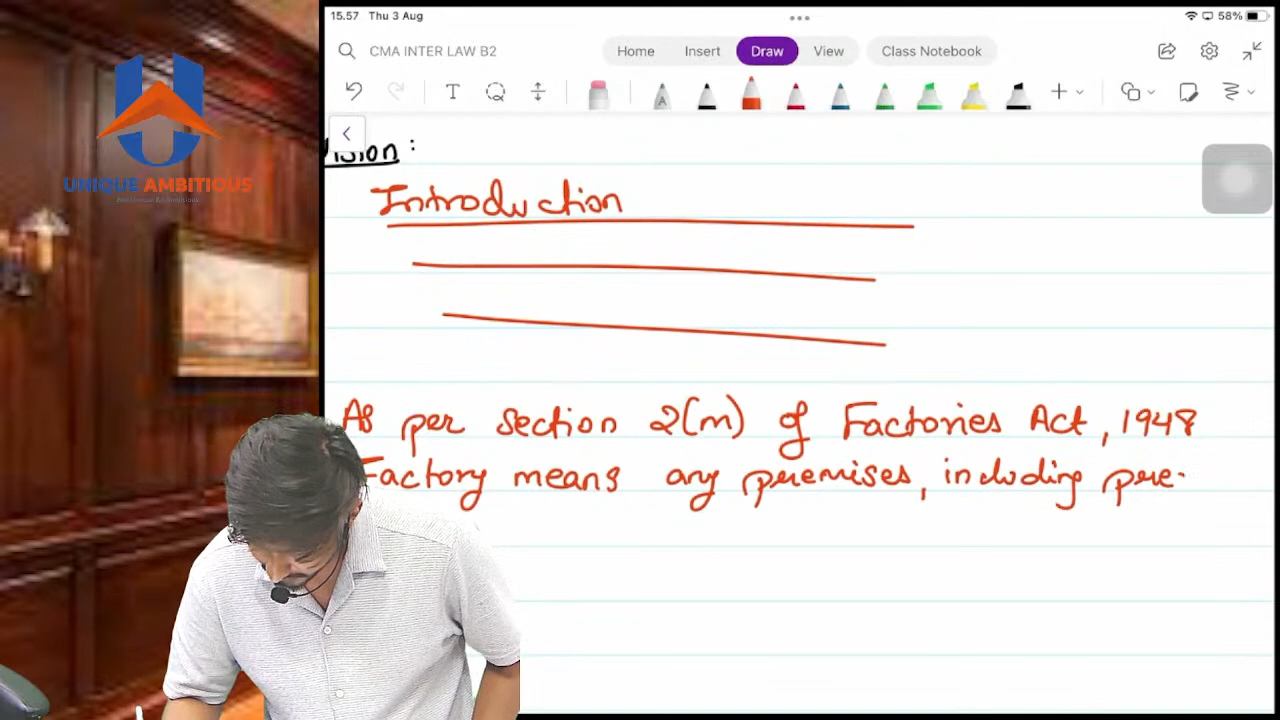 15.57 Thu 3 Aug
58%
CMA INTER LAW B2
Home Insert Draw View Class Notebook
UNIQUE AMBITIOUS
Introduction
As per section 2(m) of Factories Act, 1948
Factory means any premises, including pre-